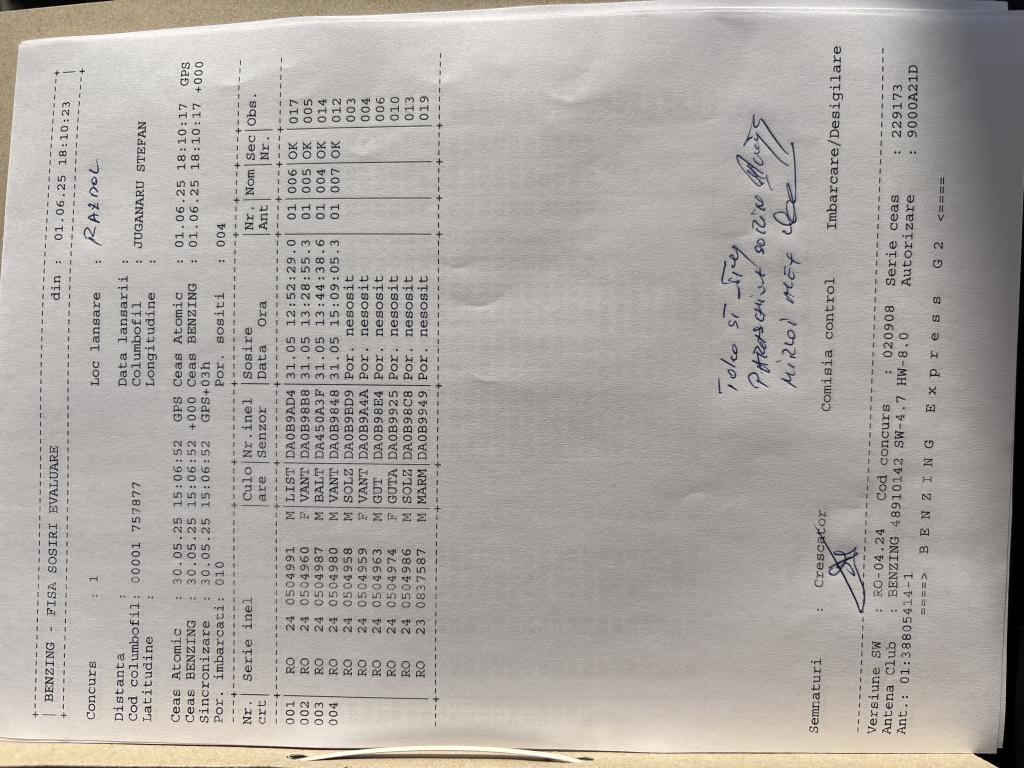 BENZING - FISA SOSIRI EVALUARE din : 01.06.25 18:10:23
Concurs : 1 Loc lansare : RAZDOL
Distanta : Data lansarii :
Cod columbofil: 00001 757877 Columbofil : JUGANARU STEFAN
Latitudine : Longitudine :
Ceas Atomic : 30.05.25 15:06:52 GPS Ceas Atomic : 01.06.25 18:10:17 GPS
Ceas BENZING : 30.05.25 15:06:52 +000 Ceas BENZING : 01.06.25 18:10:17 +000
Sincronizare : 30.05.25 15:06:52 GPS+03h
Por. imbarcati: 010 Por. sositi : 004
Nr. | Serie inel | Culo | Nr.inel | Sosire | Nr. | Nom | Sec | Obs.
crt | | are | Senzor | Data Ora | Ant | | Nr. |
001 | RO 24 0504991 M | LIST | DA0B9AD4 | 31.05 12:52:29.0 | 01 | 006 | OK | 017
002 | RO 24 0504960 F | VANT | DA0B98B8 | 31.05 13:28:55.3 | 01 | 005 | OK | 005
003 | RO 24 0504987 M | BALT | DA450A3F | 31.05 13:44:38.6 | 01 | 004 | OK | 014
004 | RO 24 0504980 M | VANT | DA0B9848 | 31.05 15:09:05.3 | 01 | 007 | OK | 012
RO 24 0504958 M | SOLZ | DA0B9BD9 | Por. nesosit | 003
RO 24 0504959 F | VANT | DA0B9A4A | Por. nesosit | 004
RO 24 0504963 M | GUT | DA0B98E4 | Por. nesosit | 006
RO 24 0504974 F | GUTA | DA0B9925 | Por. nesosit | 010
RO 24 0504986 M | SOLZ | DA0B98C8 | Por. nesosit | 013
RO 23 0837587 M | MARM | DA0B9949 | Por. nesosit | 019
PARASCHIV SORIN
Semnaturi : Crescator Comisia control Imbarcare/Desigilare
Versiune SW : RO-04.24 Cod concurs : 020908 Serie ceas : 229173
Antena Club : BENZING 48910142 SW-4.7 HW-8.0 Autorizare : 9000A21D
Ant.: 01:38805414-1
====> B E N Z I N G E x p r e s s G 2 <====